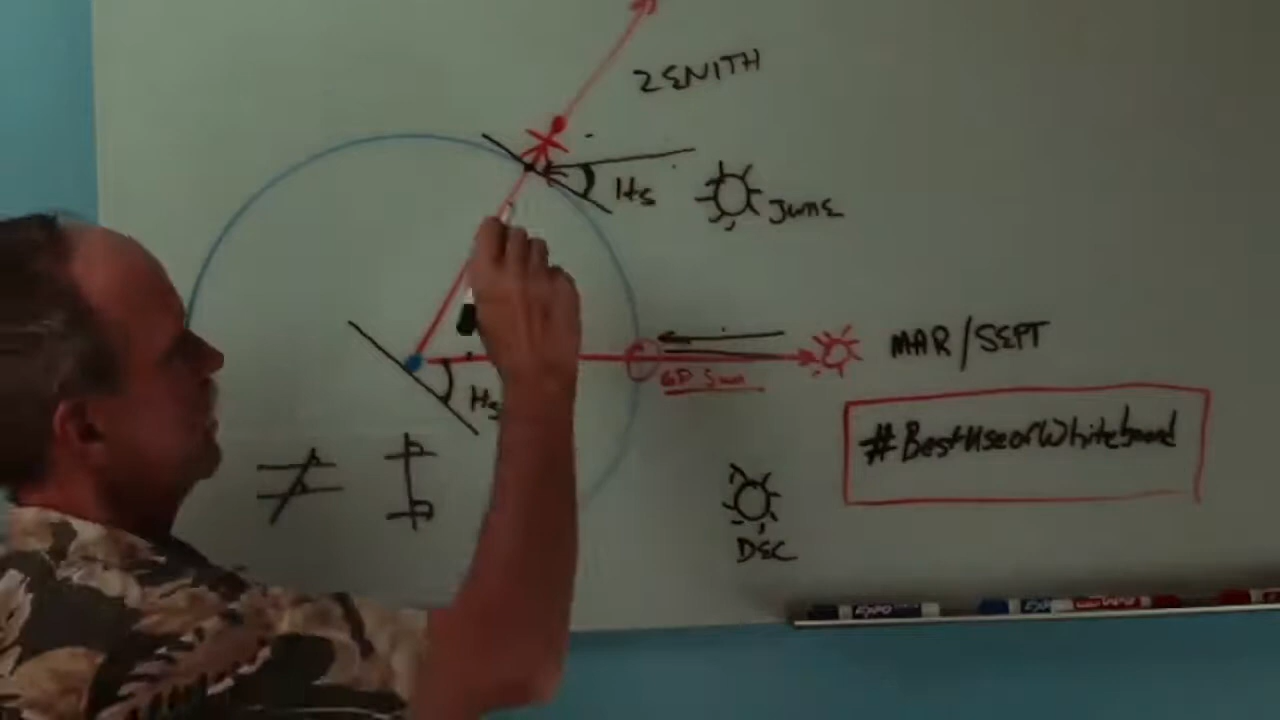 ZENITH
Hs
JUNE
MAR/SEPT
GP Sun
Hs
#BestUseofWhiteboard
DEC
EXPO